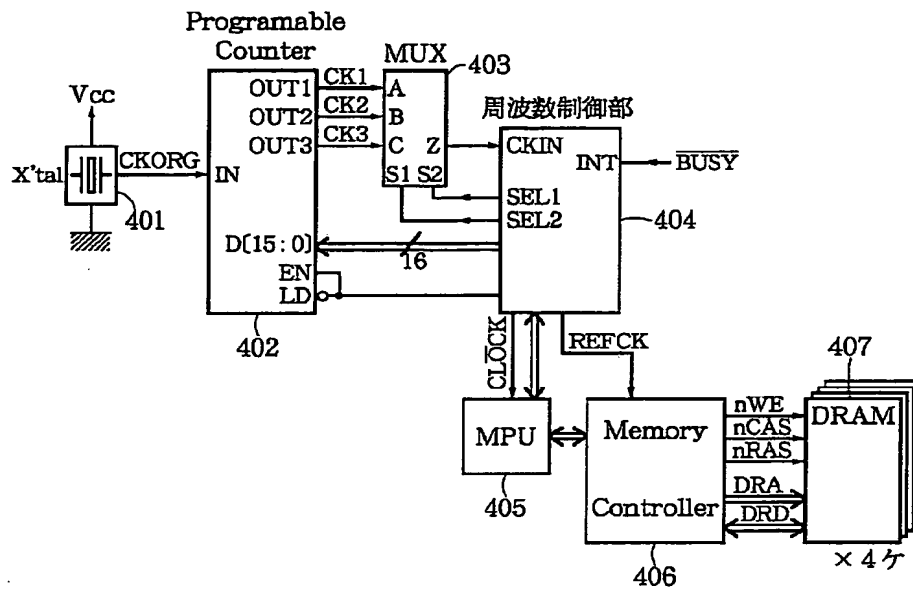 Programable
Counter
MUX
403
周波数制御部
Vcc
X'tal
401
CKORG
IN
OUT1
OUT2
OUT3
CK1
CK2
CK3
A
B
C
Z
S1 S2
CKIN
INT
BUSY
SEL1
SEL2
404
D[15:0]
16
EN
LD
402
CLOCK
REFCK
MPU
405
Memory
Controller
406
nWE
nCAS
nRAS
DRA
DRD
407
DRAM
×4ケ